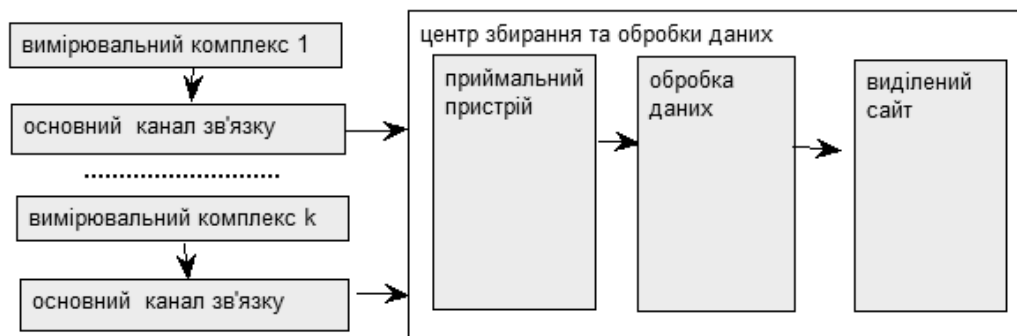 вимірювальний комплекс 1
основний канал зв'язку
вимірювальний комплекс k
основний канал зв'язку
центр збирання та обробки даних
приймальний
пристрій
обробка
даних
виділений
сайт